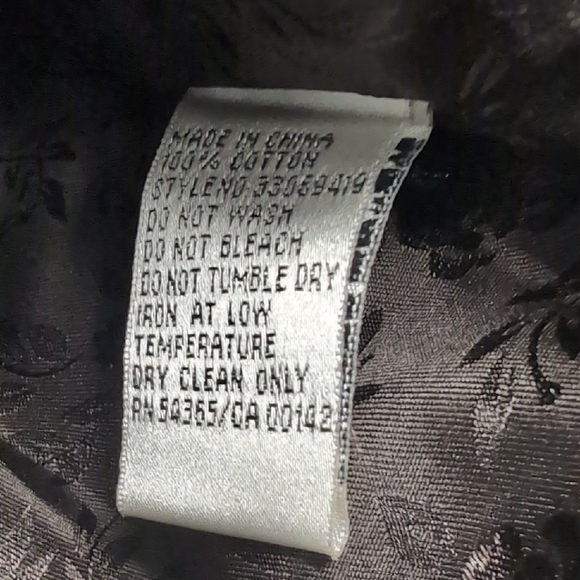 MADE IN CHINA
100% COTTON
STYLE NO 33059419
DO NOT WASH
DO NOT BLEACH
DO NOT TUMBLE DRY
IRON AT LOW
TEMPERATURE
DRY CLEAN ONLY
RN 54365/CA 00142